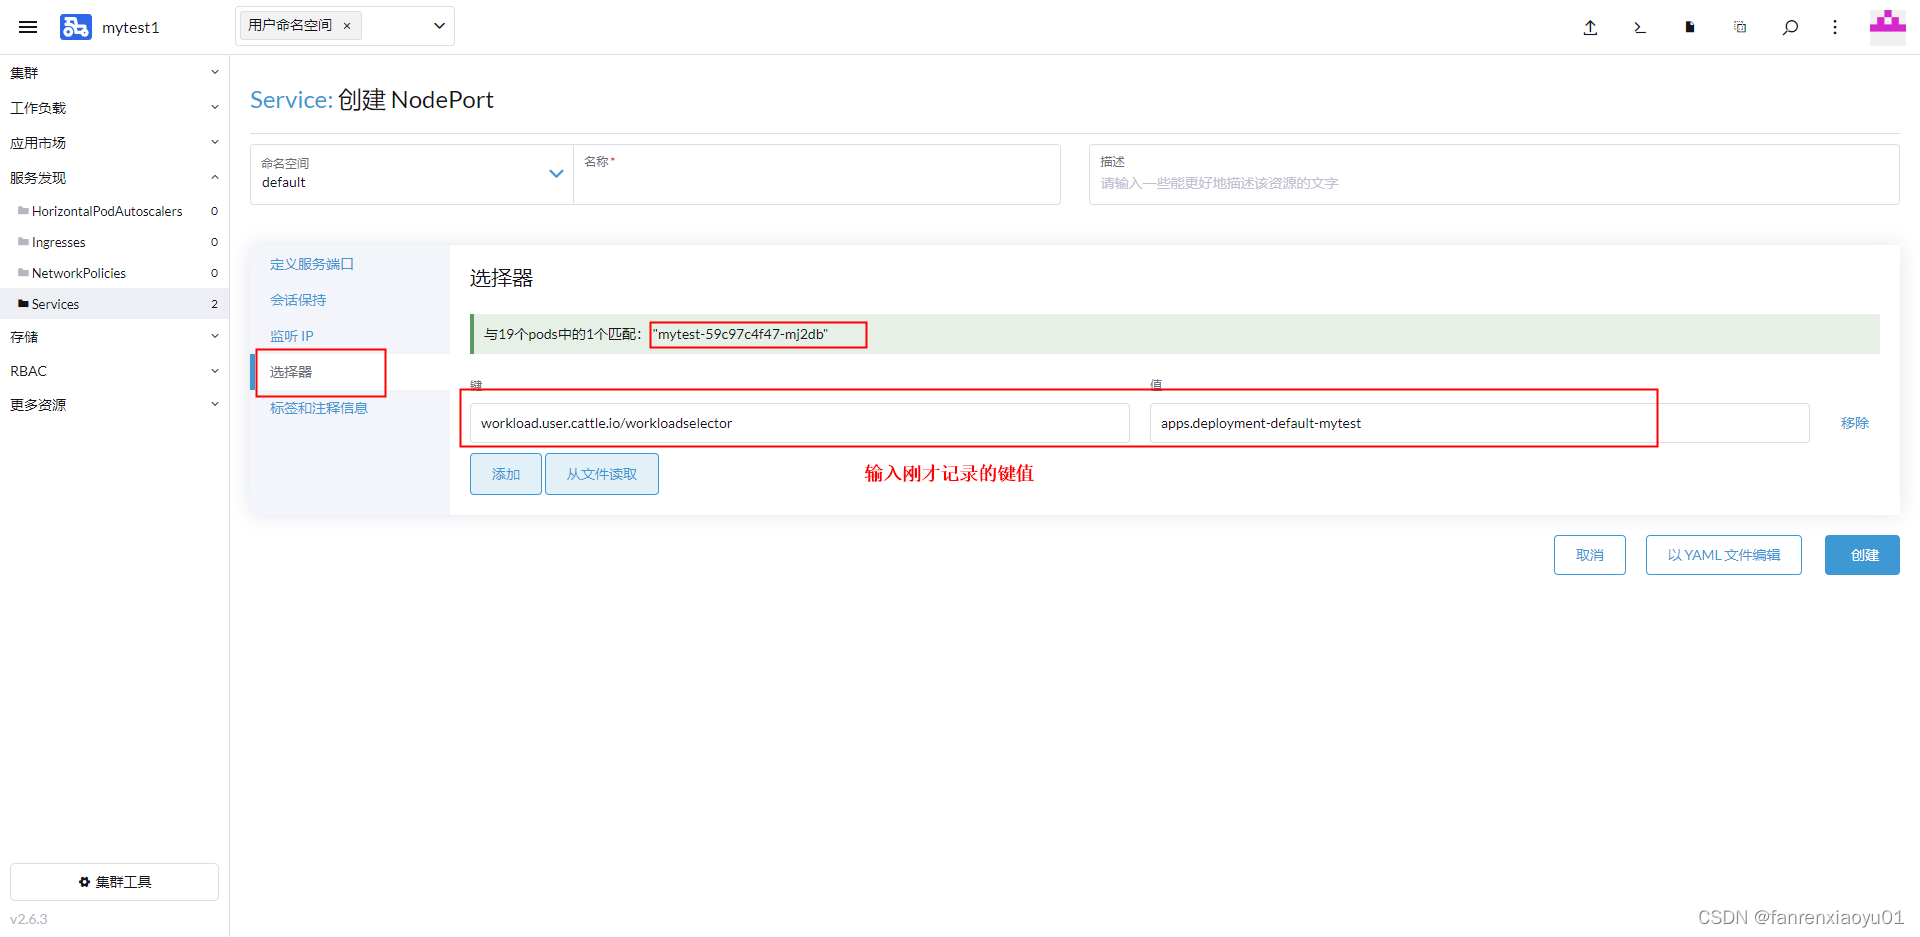 mytest1
用户命名空间 ×
集群
工作负载
应用市场
服务发现
HorizontalPodAutoscalers 0
Ingresses 0
NetworkPolicies 0
Services 2
存储
RBAC
更多资源
集群工具
v2.6.3
Service: 创建 NodePort
命名空间
default
名称*
描述
请输入一些能更好地描述该资源的文字
定义服务端口
会话保持
监听 IP
选择器
标签和注释信息
选择器
与19个pods中的1个匹配： "mytest-59c97c4f47-mj2db"
键
值
workload.user.cattle.io/workloadselector
apps.deployment-default-mytest
移除
添加
从文件读取
输入刚才记录的键值
取消
以 YAML 文件编辑
创建
CSDN @fanrenxiaoyu01